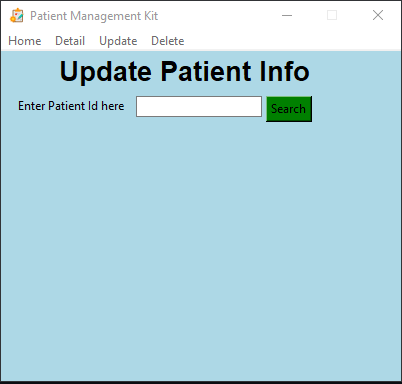 Patient Management Kit
Home Detail Update Delete
Update Patient Info
Enter Patient Id here Search